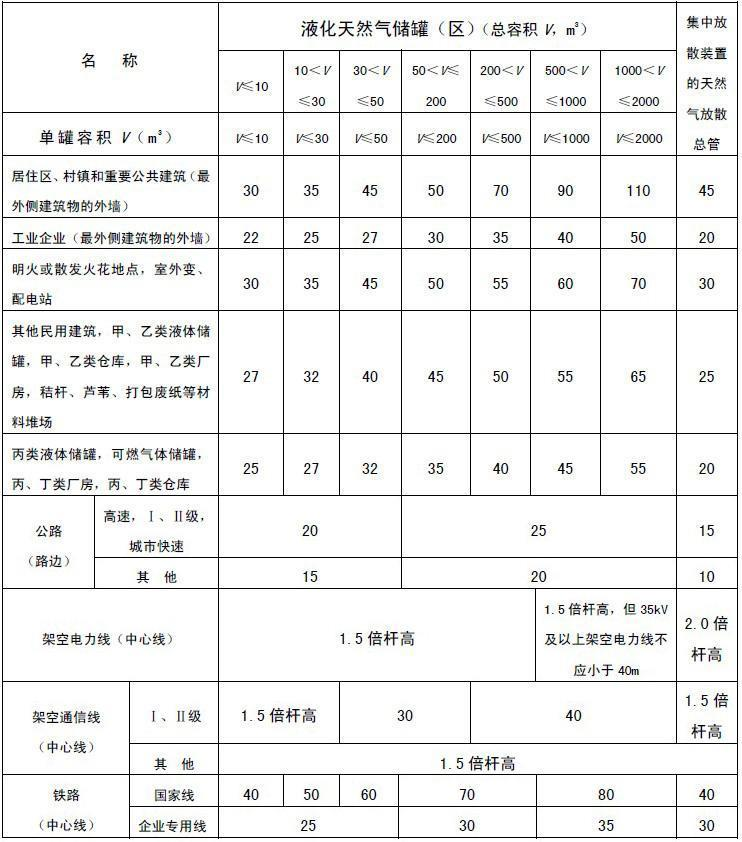 名 称
液化天然气储罐(区)(总容积 V，m³)
集中放
散装置
的天然
气放散
总管
V≤10
10＜V
≤30
30＜V
≤50
50＜V≤
200
200＜V
≤500
500＜V
≤1000
1000＜V
≤2000
单罐容积 V(m³)
V≤10 V≤30 V≤50 V≤200 V≤500 V≤1000 V≤2000
居住区、村镇和重要公共建筑(最
外侧建筑物的外墙)
30 35 45 50 70 90 110 45
工业企业(最外侧建筑物的外墙) 22 25 27 30 35 40 50 20
明火或散发火花地点，室外变、
配电站
30 35 45 50 55 60 70 30
其他民用建筑，甲、乙类液体储
罐，甲、乙类仓库，甲、乙类厂
房，秸秆、芦苇、打包废纸等材
料堆场
27 32 40 45 50 55 65 25
丙类液体储罐，可燃气体储罐，
丙、丁类厂房，丙、丁类仓库
25 27 32 35 40 45 55 20
公路
(路边)
高速，Ⅰ、Ⅱ级，
城市快速
20 25 15
其 他 15 20 10
架空电力线(中心线)
1.5倍杆高
1.5倍杆高，但35kV
及以上架空电力线不
应小于40m
2.0倍
杆高
架空通信线
(中心线)
Ⅰ、Ⅱ级 1.5倍杆高 30 40
1.5倍
杆高
其 他 1.5倍杆高
铁路
(中心线)
国家线 40 50 60 70 80 40
企业专用线 25 30 35 30